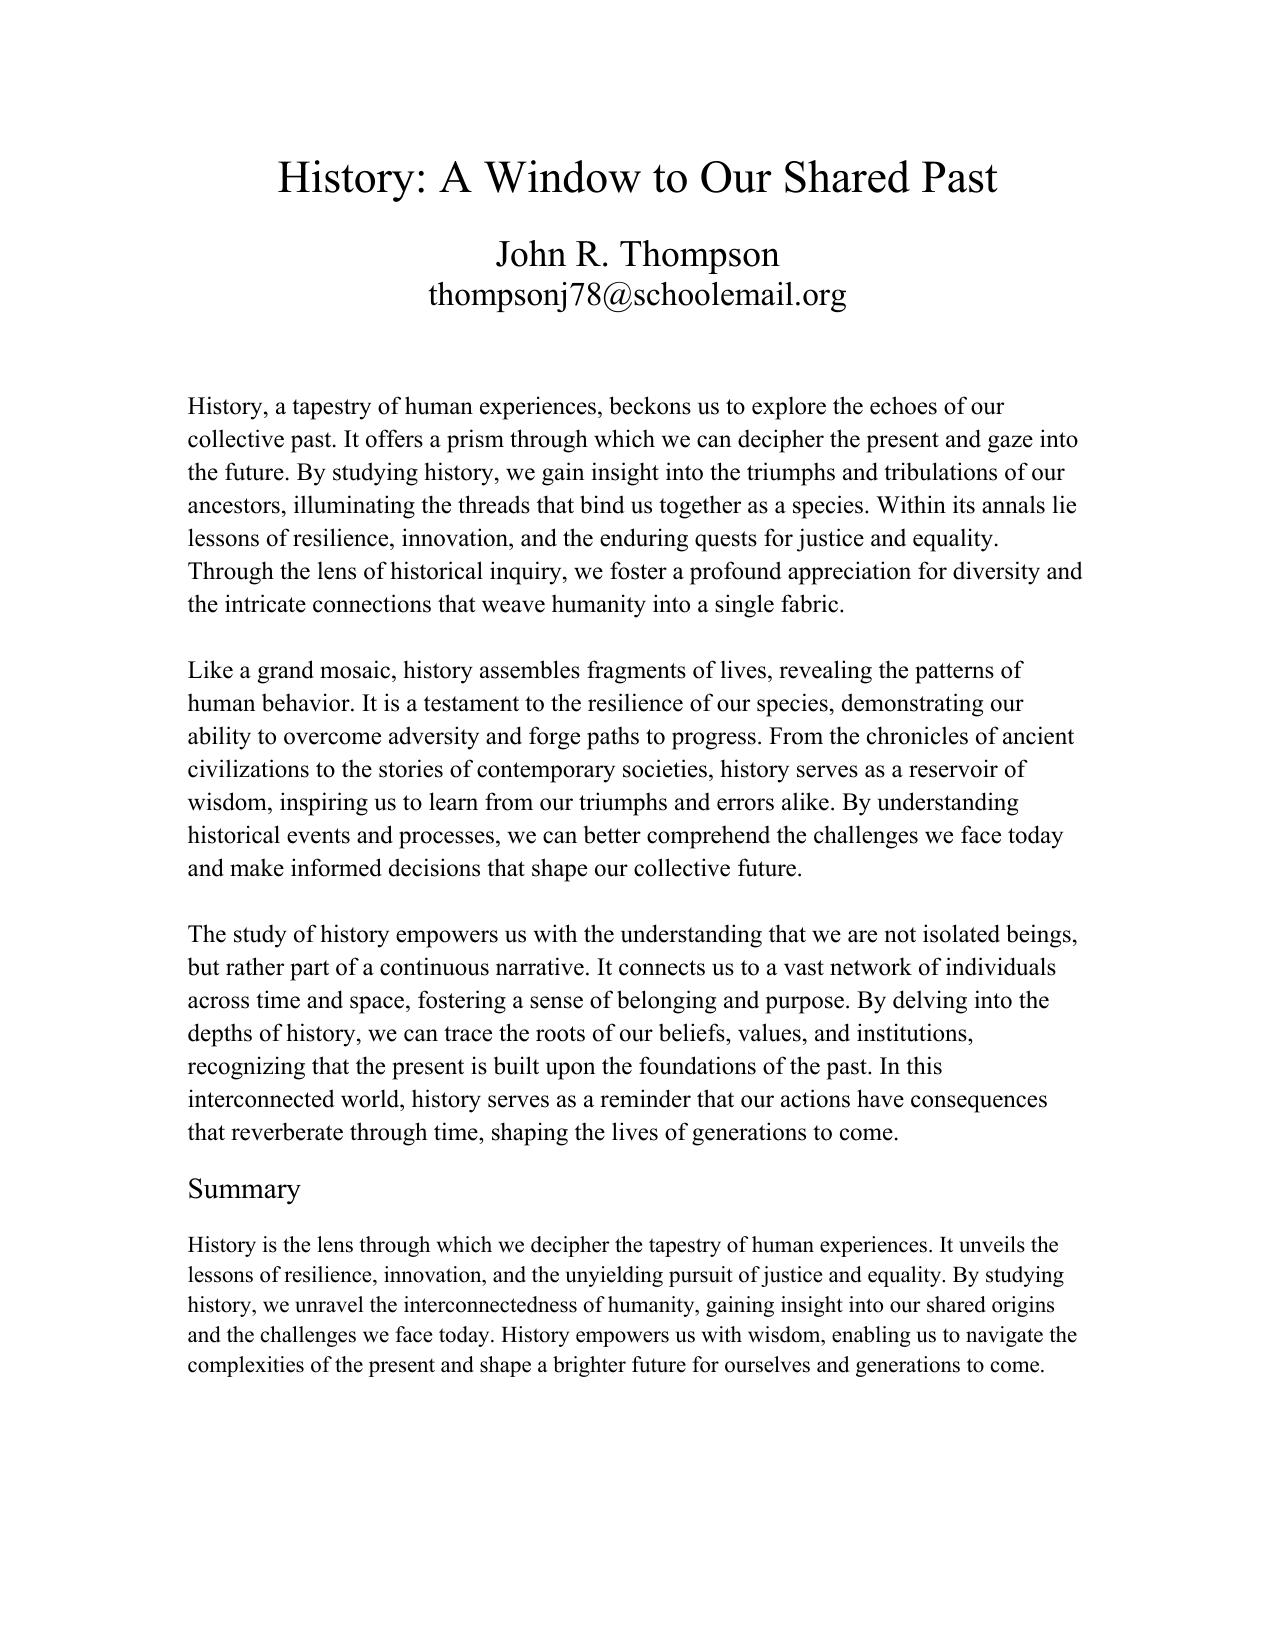 History: A Window to Our Shared Past
John R. Thompson
thompsonj78@schoolemail.org
History, a tapestry of human experiences, beckons us to explore the echoes of our
collective past. It offers a prism through which we can decipher the present and gaze into
the future. By studying history, we gain insight into the triumphs and tribulations of our
ancestors, illuminating the threads that bind us together as a species. Within its annals lie
lessons of resilience, innovation, and the enduring quests for justice and equality.
Through the lens of historical inquiry, we foster a profound appreciation for diversity and
the intricate connections that weave humanity into a single fabric.
Like a grand mosaic, history assembles fragments of lives, revealing the patterns of
human behavior. It is a testament to the resilience of our species, demonstrating our
ability to overcome adversity and forge paths to progress. From the chronicles of ancient
civilizations to the stories of contemporary societies, history serves as a reservoir of
wisdom, inspiring us to learn from our triumphs and errors alike. By understanding
historical events and processes, we can better comprehend the challenges we face today
and make informed decisions that shape our collective future.
The study of history empowers us with the understanding that we are not isolated beings,
but rather part of a continuous narrative. It connects us to a vast network of individuals
across time and space, fostering a sense of belonging and purpose. By delving into the
depths of history, we can trace the roots of our beliefs, values, and institutions,
recognizing that the present is built upon the foundations of the past. In this
interconnected world, history serves as a reminder that our actions have consequences
that reverberate through time, shaping the lives of generations to come.
Summary
History is the lens through which we decipher the tapestry of human experiences. It unveils the
lessons of resilience, innovation, and the unyielding pursuit of justice and equality. By studying
history, we unravel the interconnectedness of humanity, gaining insight into our shared origins
and the challenges we face today. History empowers us with wisdom, enabling us to navigate the
complexities of the present and shape a brighter future for ourselves and generations to come.